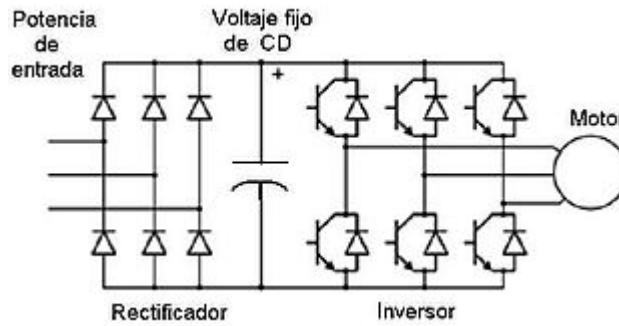 Potencia
de
entrada
Voltaje fijo
de CD
+
Motor
Rectificador
Inversor